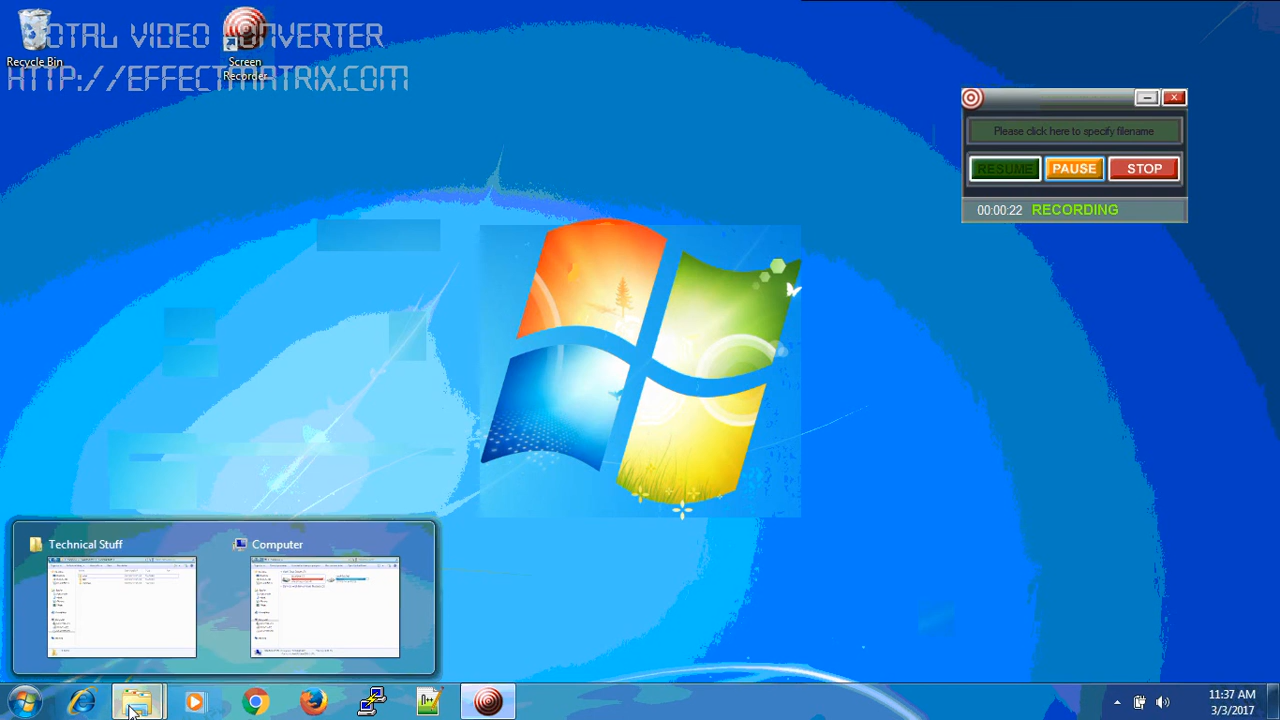 OTAL VIDEO CONVERTER
HTTP://EFFECTMATRIX.COM
Recycle Bin
Screen
Recorder
Please click here to specify filename
RESUME
PAUSE
STOP
00:00:22 RECORDING
Technical Stuff
Computer
11:37 AM
3/3/2017